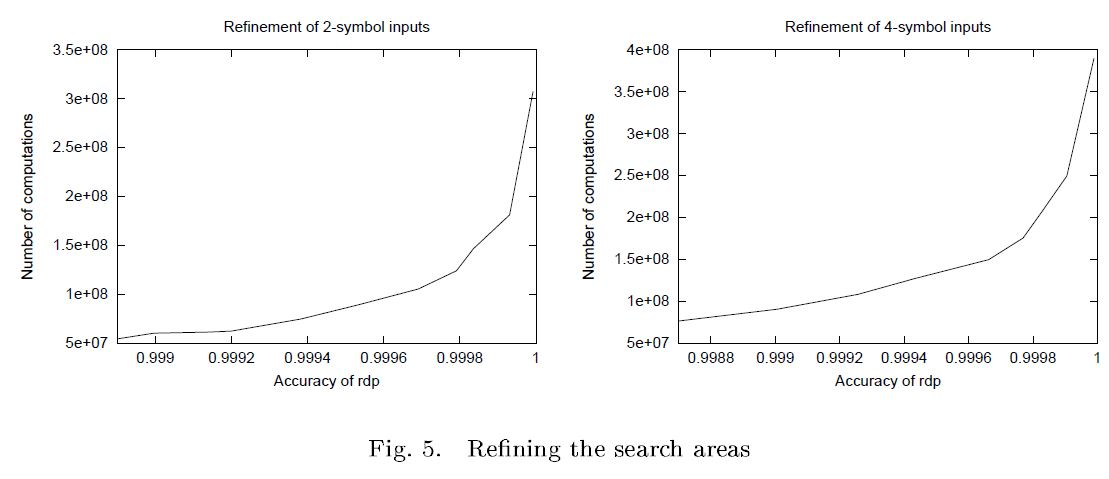 Refinement of 2-symbol inputs
3.5e+08
3e+08
2.5e+08
2e+08
1.5e+08
1e+08
5e+07
Number of computations
0.999 0.9992 0.9994 0.9996 0.9998 1
Accuracy of rdp
Refinement of 4-symbol inputs
4e+08
3.5e+08
3e+08
2.5e+08
2e+08
1.5e+08
1e+08
5e+07
Number of computations
0.9988 0.999 0.9992 0.9994 0.9996 0.9998 1
Accuracy of rdp
Fig. 5. Refining the search areas